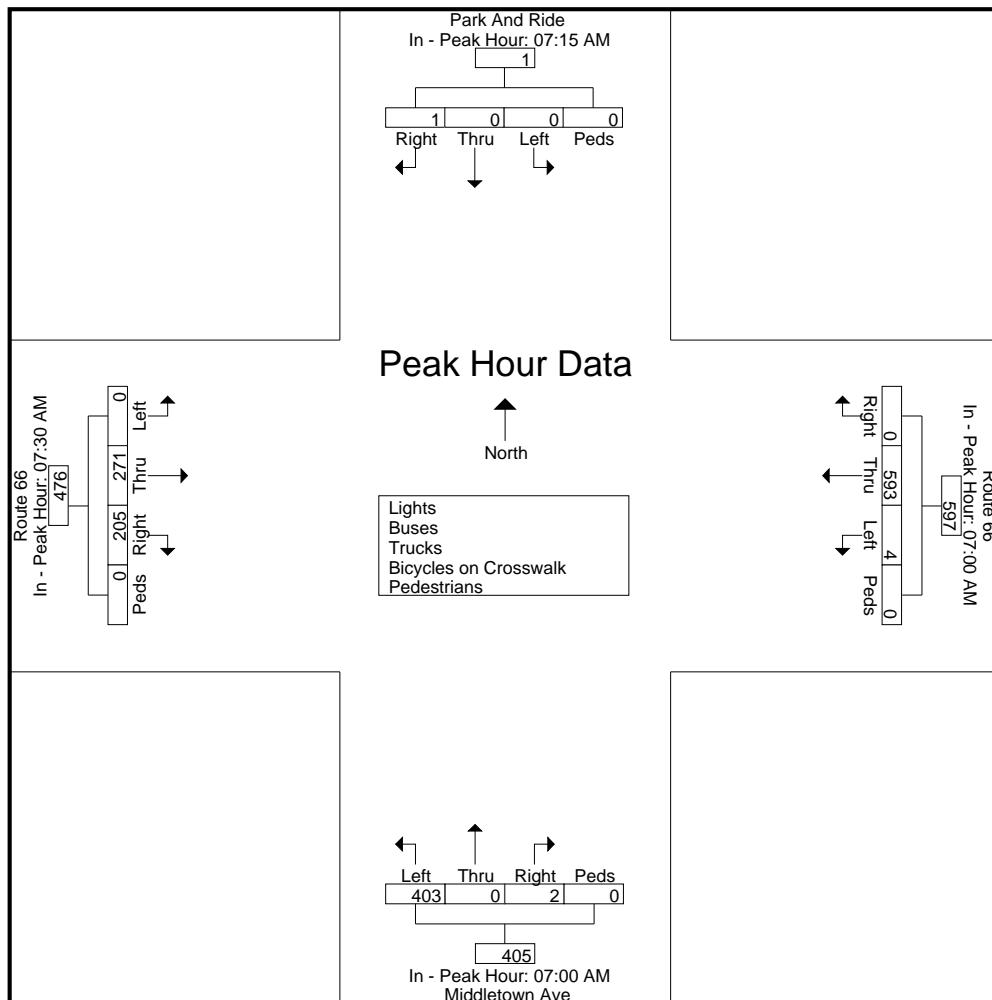 Park And Ride
In - Peak Hour: 07:15 AM
1
1 0 0 0
Right Thru Left Peds
Peak Hour Data
North
Lights
Buses
Trucks
Bicycles on Crosswalk
Pedestrians
Route 66
In - Peak Hour: 07:30 AM
476
0 271 205 0
Left Thru Right Peds
Route 66
In - Peak Hour: 07:00 AM
597
0 593 4 0
Right Thru Left Peds
Left Thru Right Peds
403 0 2 0
405
In - Peak Hour: 07:00 AM
Middletown Ave